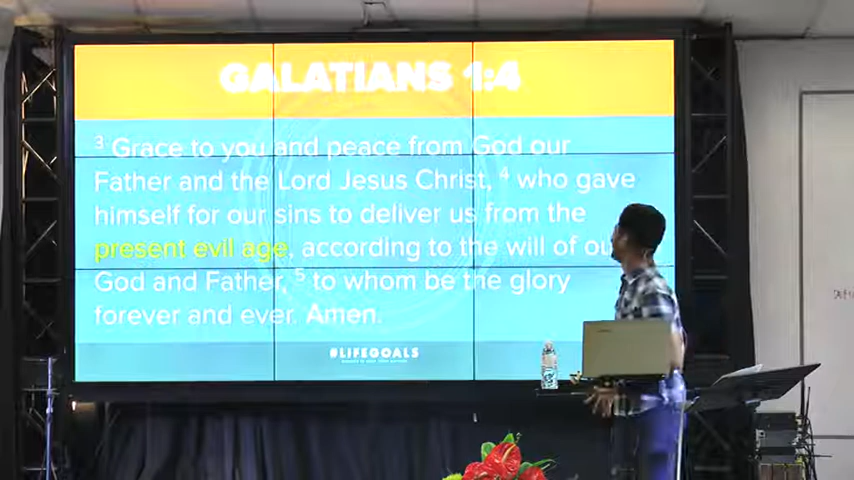 GALATIANS 1:4
3 Grace to you and peace from God our
Father and the Lord Jesus Christ, 4 who gave
himself for our sins to deliver us from the
present evil age, according to the will of ou
God and Father, 5 to whom be the glory
forever and ever. Amen.
#LIFEGOALS